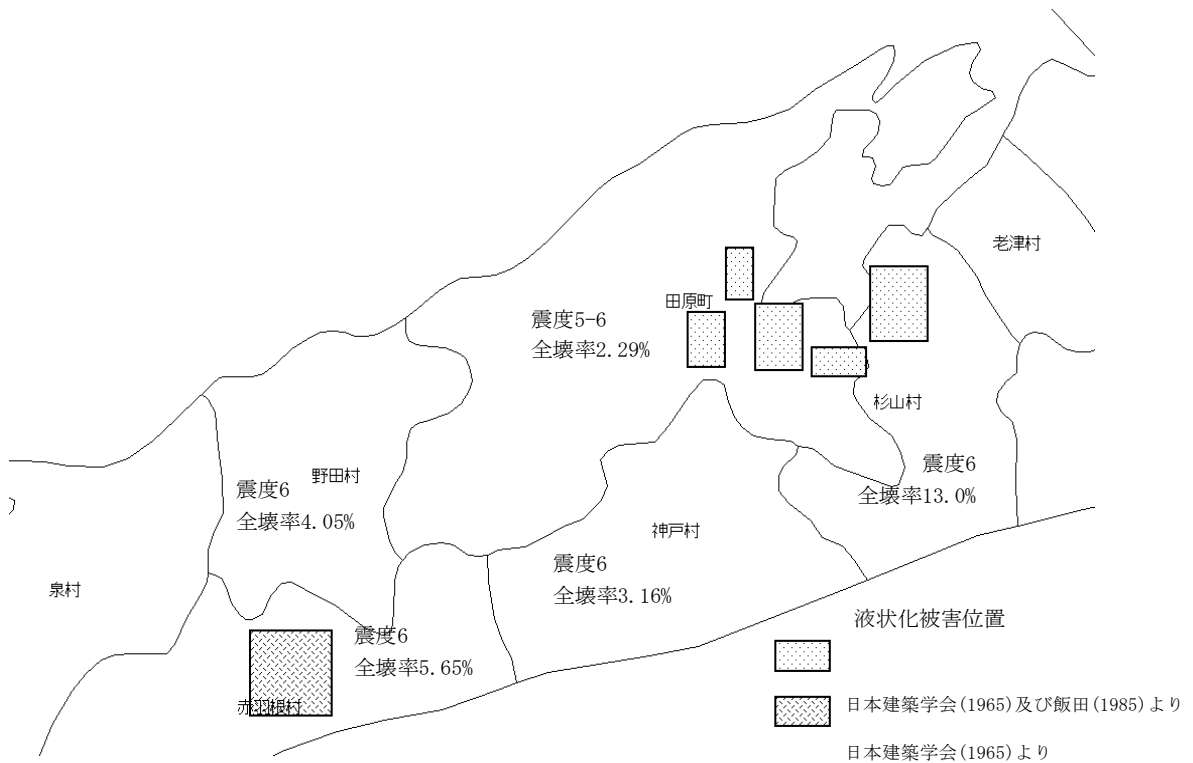 老津村
田原町
震度5-6
全壊率2.29%
杉山村
震度6
全壊率13.0%
野田村
震度6
全壊率4.05%
神戸村
震度6
全壊率3.16%
泉村
震度6
全壊率5.65%
赤羽根村
液状化被害位置
日本建築学会(1965)及び飯田(1985)より
日本建築学会(1965)より